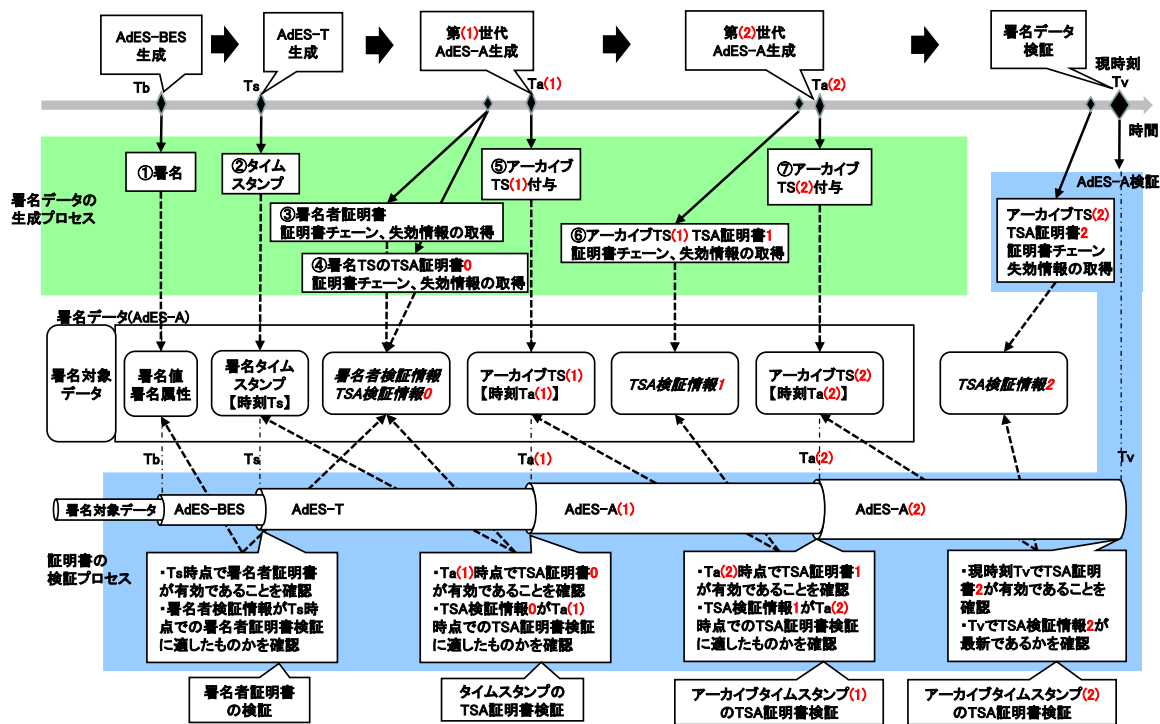 AdES-BES
生成
AdES-T
生成
第(1)世代
AdES-A生成
第(2)世代
AdES-A生成
署名データ
検証
現時刻
Tb
Ts
Ta(1)
Ta(2)
Tv
時間
①署名
②タイム
スタンプ
⑤アーカイブ
TS(1)付与
⑦アーカイブ
TS(2)付与
AdES-A検証
署名データの
生成プロセス
③署名者証明書
証明書チェーン、失効情報の取得
④署名TSのTSA証明書0
証明書チェーン、失効情報の取得
⑥アーカイブTS(1) TSA証明書1
証明書チェーン、失効情報の取得
アーカイブTS(2)
TSA証明書2
証明書チェーン
失効情報の取得
署名データ(AdES-A)
署名対象
データ
署名値
署名属性
署名タイム
スタンプ
【時刻Ts】
署名者検証情報
TSA検証情報0
アーカイブTS(1)
【時刻Ta(1)】
TSA検証情報1
アーカイブTS(2)
【時刻Ta(2)】
TSA検証情報2
Tb
Ts
Ta(1)
Ta(2)
Tv
署名対象データ
AdES-BES
AdES-T
AdES-A(1)
AdES-A(2)
証明書の
検証プロセス
・Ts時点で署名者証明書
が有効であることを確認
・署名者検証情報がTs時
点での署名者証明書検証
に適したものかを確認
・Ta(1)時点でTSA証明書0
が有効であることを確認
・TSA検証情報0がTa(1)
時点でのTSA証明書検証
に適したものかを確認
・Ta(2)時点でTSA証明書1
が有効であることを確認
・TSA検証情報1がTa(2)
時点でのTSA証明書検証
に適したものかを確認
・現時刻TvでTSA証明
書2が有効であることを
確認
・TvでTSA検証情報2が
最新であるかを確認
署名者証明書
の検証
タイムスタンプの
TSA証明書検証
アーカイブタイムスタンプ(1)
のTSA証明書検証
アーカイブタイムスタンプ(2)
のTSA証明書検証